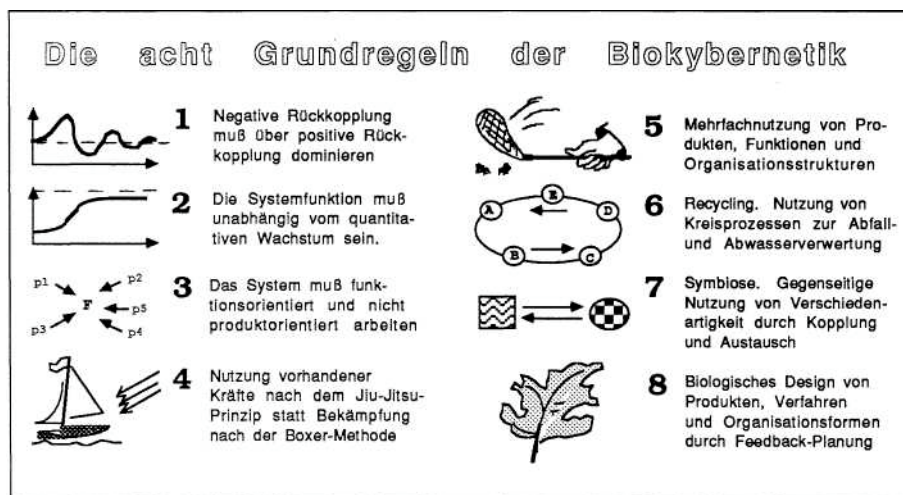 Die acht Grundregeln der Biokybernetik
1
Negative Rückkopplung
muß über positive Rück-
kopplung dominieren
2
Die Systemfunktion muß
unabhängig vom quantita-
tiven Wachstum sein.
p1
p2
F
p5
p3
p4
3
Das System muß funk-
tionsorientiert und nicht
produktorientiert arbeiten
4
Nutzung vorhandener
Kräfte nach dem Jiu-Jitsu-
Prinzip statt Bekämpfung
nach der Boxer-Methode
5
Mehrfachnutzung von Pro-
dukten, Funktionen und
Organisationsstrukturen
E
A
D
B
C
6
Recycling. Nutzung von
Kreisprozessen zur Abfall-
und Abwasserverwertung
7
Symbiose. Gegenseitige
Nutzung von Verschieden-
artigkeit durch Kopplung
und Austausch
8
Biologisches Design von
Produkten, Verfahren
und Organisationsformen
durch Feedback-Planung